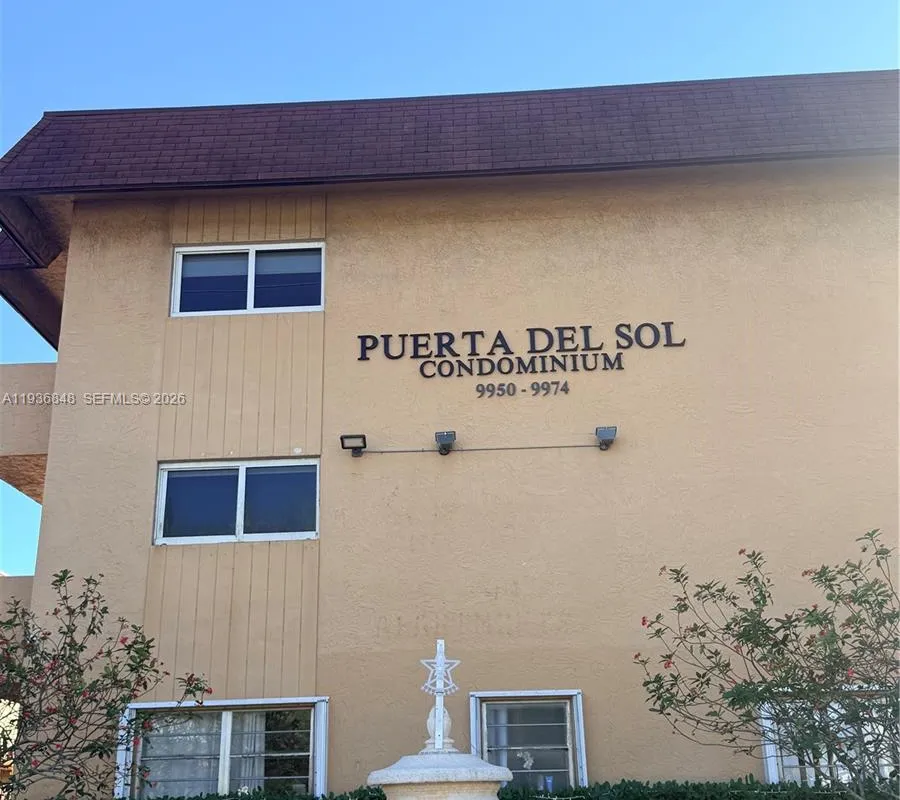 PUERTA DEL SOL
CONDOMINIUM
9950 - 9974
A11936848 SEFMLS©2026